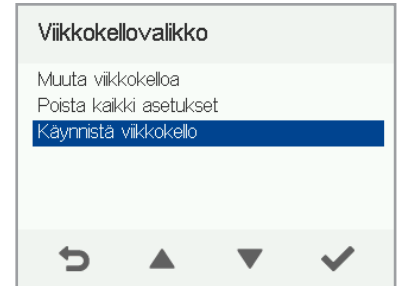 Viikkokellovalikko
Muuta viikkokelloa
Poista kaikki asetukset
Käynnistä viikkokello